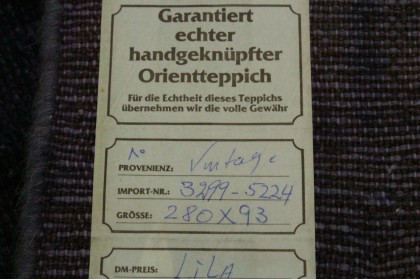 Garantiert
echter
handgeknüpfter
Orientteppich
Für die Echtheit dieses Teppichs
übernehmen wir die volle Gewähr
N°
PROVENIENZ: Vintage
IMPORT-NR.: 3299-5224
GRÖSSE: 280X93
DM-PREIS: LILA